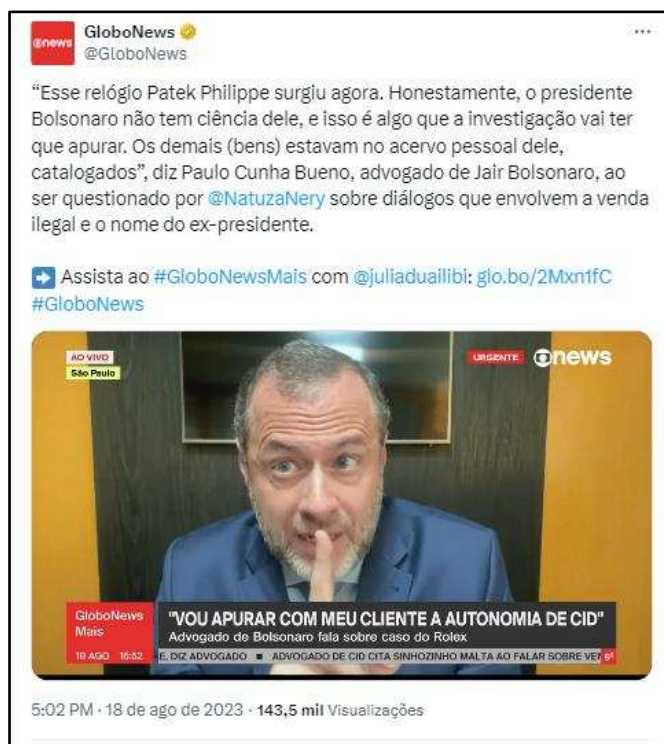 GloboNews
@GloboNews
“Esse relógio Patek Philippe surgiu agora. Honestamente, o presidente
Bolsonaro não tem ciência dele, e isso é algo que a investigação vai ter
que apurar. Os demais (bens) estavam no acervo pessoal dele,
catalogados”, diz Paulo Cunha Bueno, advogado de Jair Bolsonaro, ao
ser questionado por @NatuzaNery sobre diálogos que envolvem a venda
ilegal e o nome do ex-presidente.
Assista ao #GloboNewsMais com @juliaduailibi: glo.bo/2Mxn1fC
#GloboNews
AO VIVO
São Paulo
URGENTE
news
GloboNews
Mais
"VOU APURAR COM MEU CLIENTE A AUTONOMIA DE CID"
Advogado de Bolsonaro fala sobre caso do Rolex
16:52
E, DIZ ADVOGADO ■ ADVOGADO DE CID CITA SINHOZINHO MALTA AO FALAR SOBRE
5:02 PM · 18 de ago de 2023 · 143,5 mil Visualizações